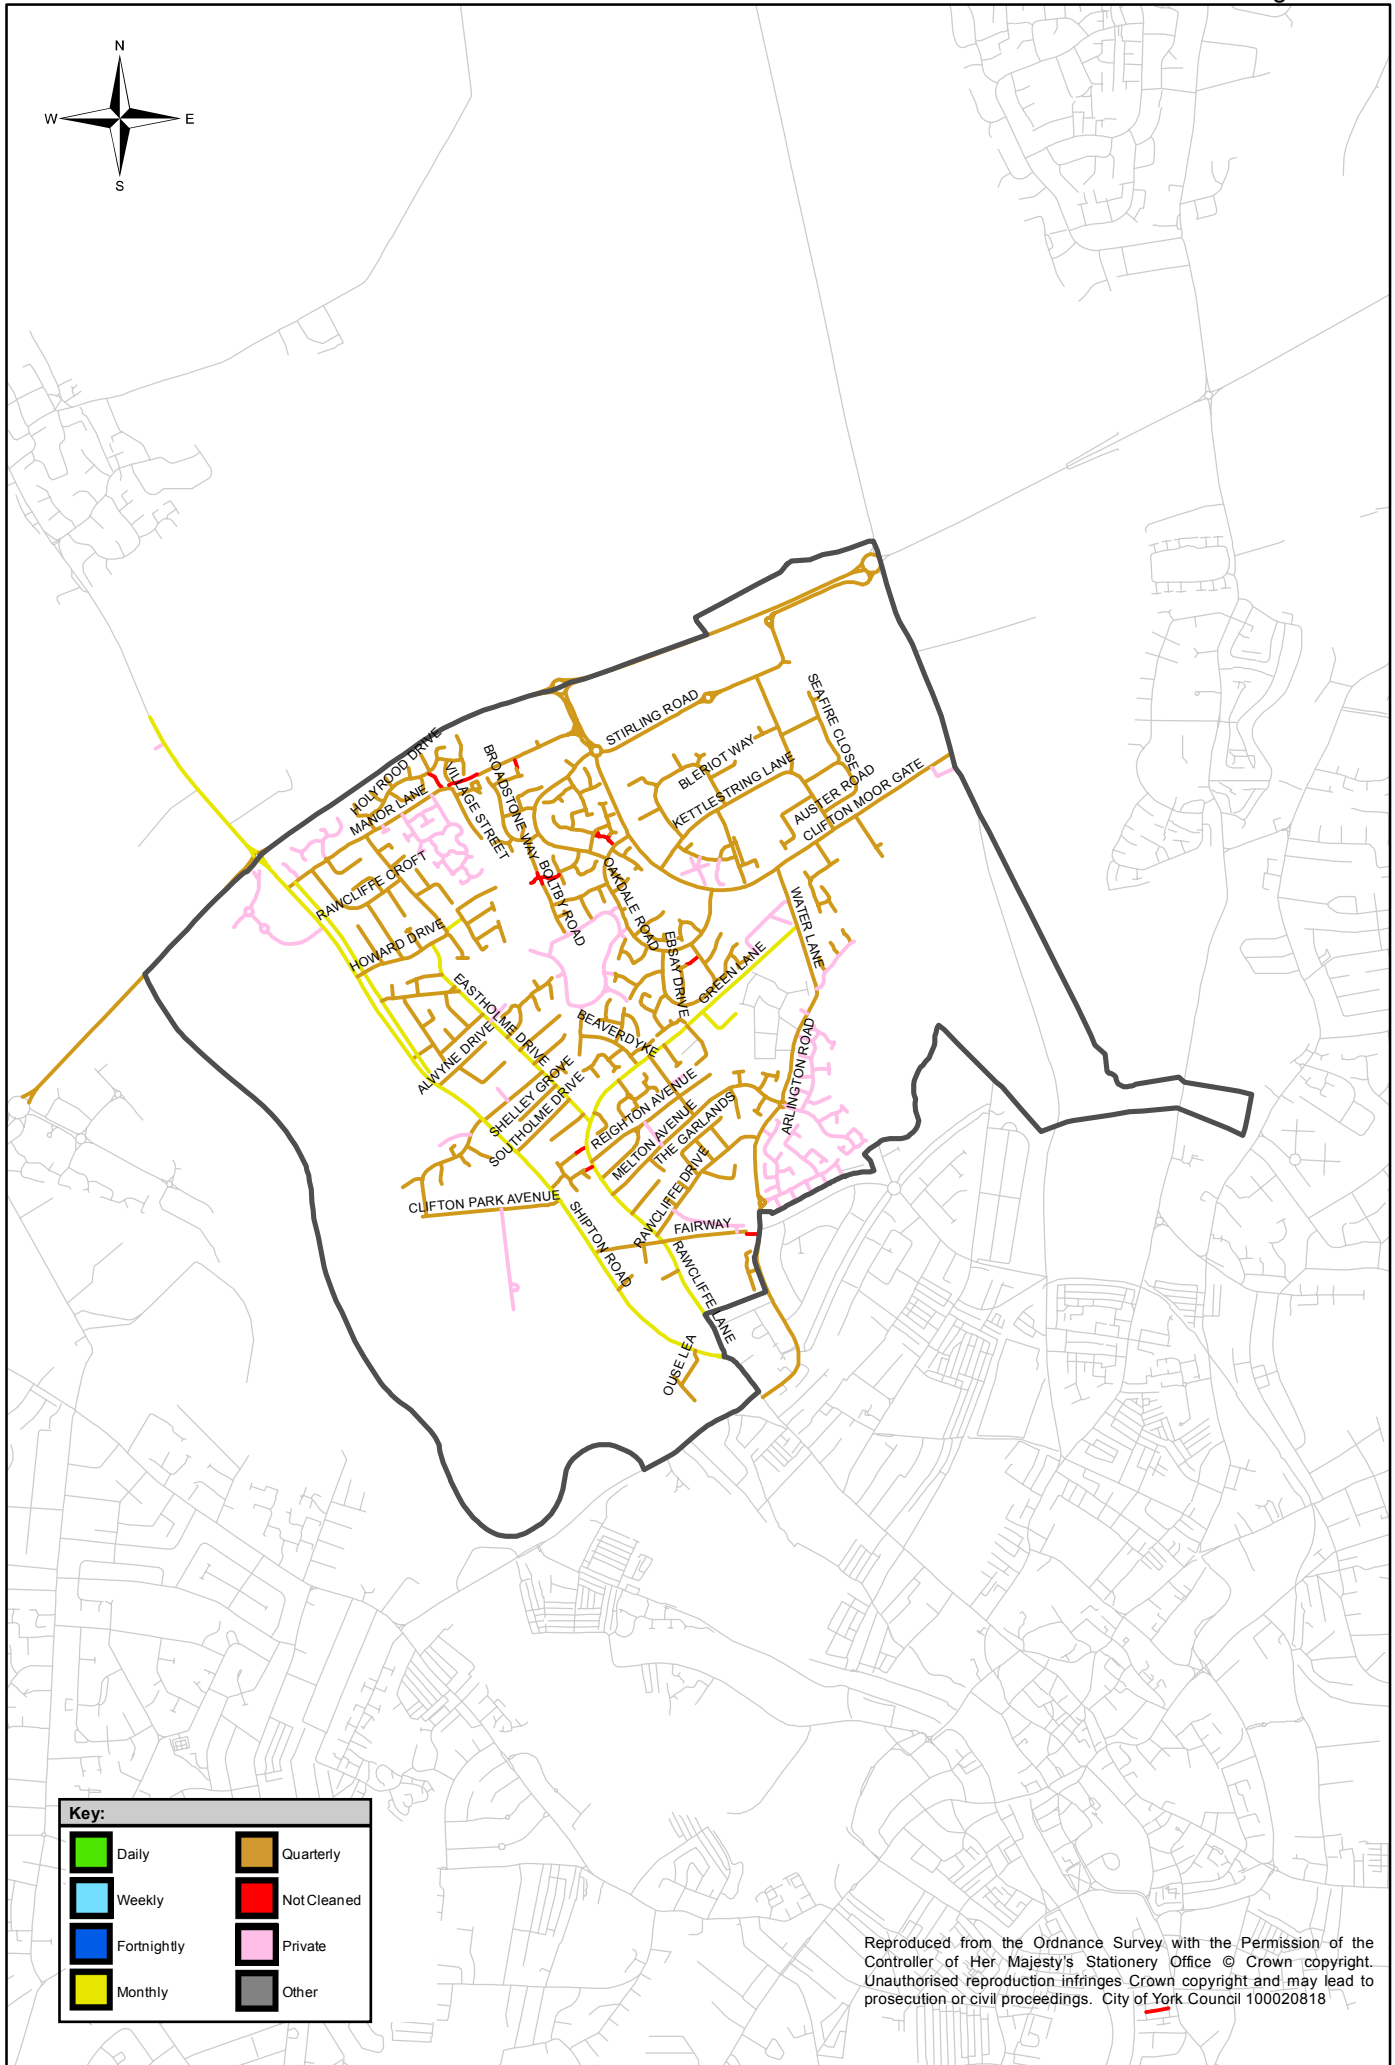 N
W E
S
HOLYROOD DRIVE
MANOR LANE
VILLAGE STREET
BROADSTONE WAY
STIRLING ROAD
SEAFIRE CLOSE
BLERIOT WAY
KETTLESTRING LANE
AUSTER ROAD
CLIFTON MOOR GATE
RAWCLIFFE CROFT
BOLTBY ROAD
OAKDALE ROAD
WATER LANE
HOWARD DRIVE
EBSAY DRIVE
GREEN LANE
EASTHOLME DRIVE
BEAVERDYKE
ALWYNE DRIVE
SHELLEY GROVE
SOUTHOLME DRIVE
REIGHTON AVENUE
MELTON AVENUE
THE GARLANDS
ARLINGTON ROAD
RAWCLIFFE DRIVE
CLIFTON PARK AVENUE
SHIPTON ROAD
FAIRWAY
RAWCLIFFE LANE
OUSE LEA
Key:
Daily Quarterly
Weekly Not Cleaned
Fortnightly Private
Monthly Other
Reproduced from the Ordnance Survey with the Permission of the
Controller of Her Majesty's Stationery Office © Crown copyright.
Unauthorised reproduction infringes Crown copyright and may lead to
prosecution or civil proceedings. City of York Council 100020818